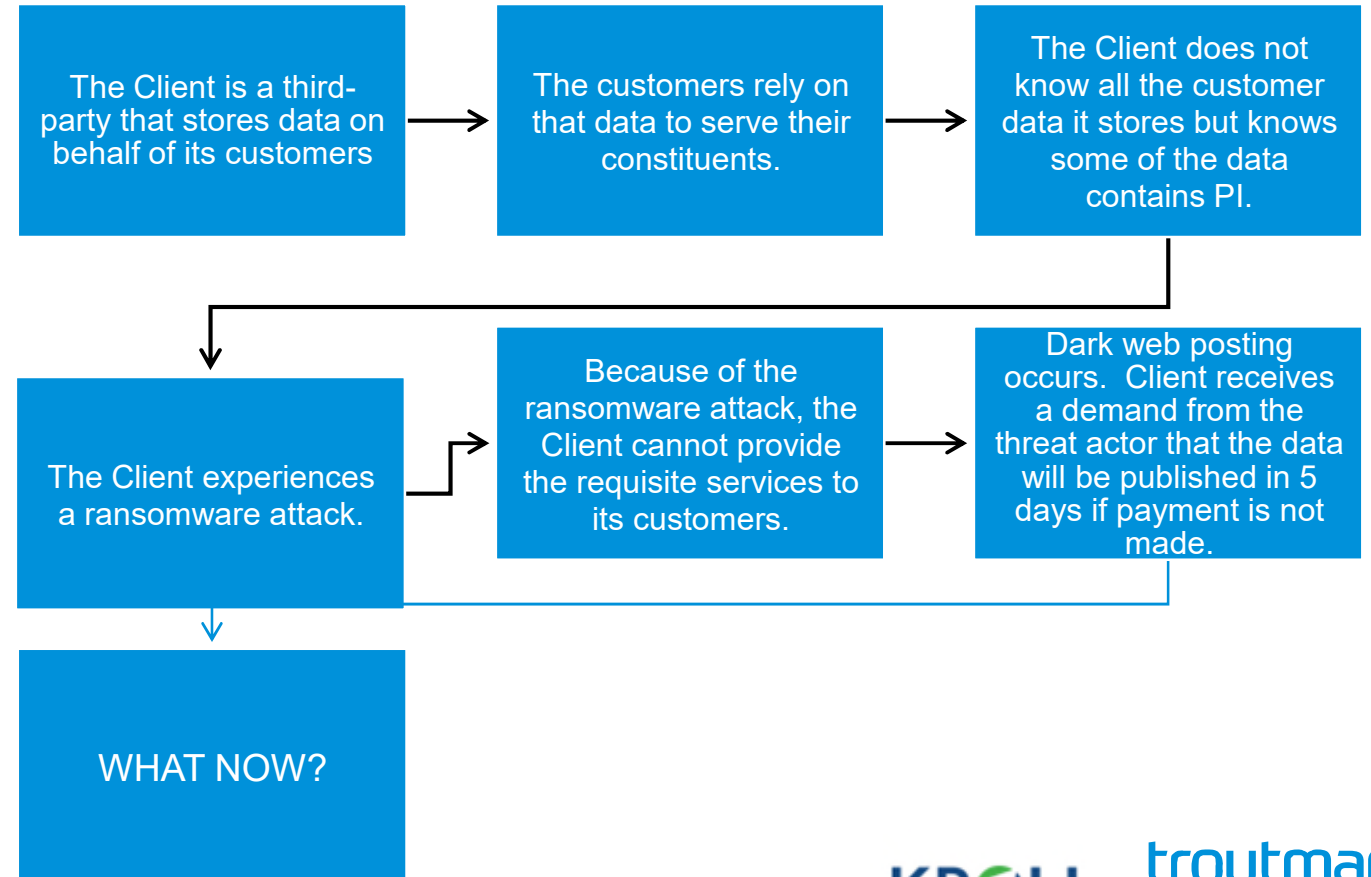 The Client is a third-
party that stores data on
behalf of its customers
The customers rely on
that data to serve their
constituents.
The Client does not
know all the customer
data it stores but knows
some of the data
contains PI.
The Client experiences
a ransomware attack.
Because of the
ransomware attack, the
Client cannot provide
the requisite services to
its customers.
Dark web posting
occurs.  Client receives
a demand from the
threat actor that the data
will be published in 5
days if payment is not
made.
WHAT NOW?